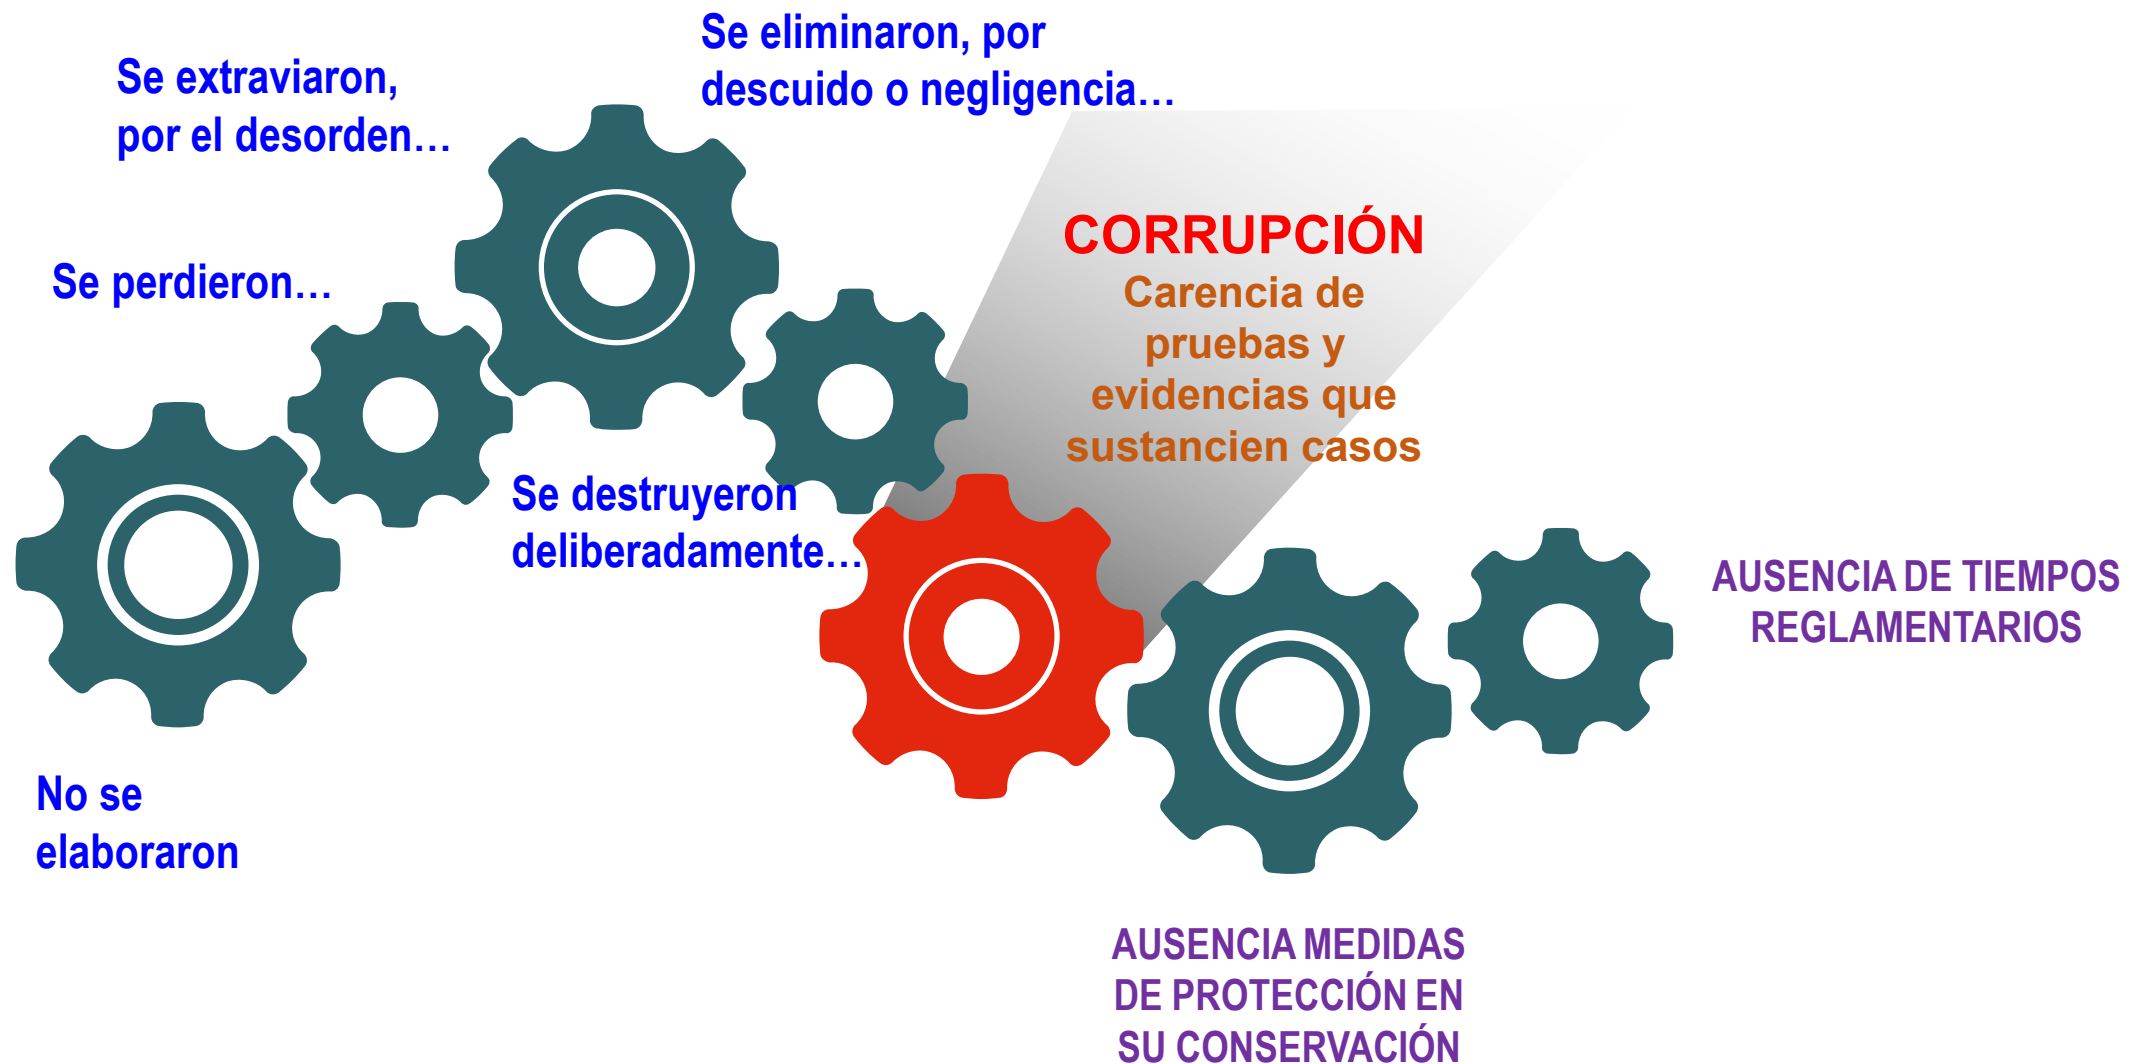 Se eliminaron, por
descuido o negligencia…
Se extraviaron,
por el desorden…
Se perdieron…
CORRUPCIÓN
Carencia de
pruebas y
evidencias que
sustancien casos
Se destruyeron
deliberadamente…
AUSENCIA DE TIEMPOS
REGLAMENTARIOS
No se
elaboraron
AUSENCIA MEDIDAS
DE PROTECCIÓN EN
SU CONSERVACIÓN